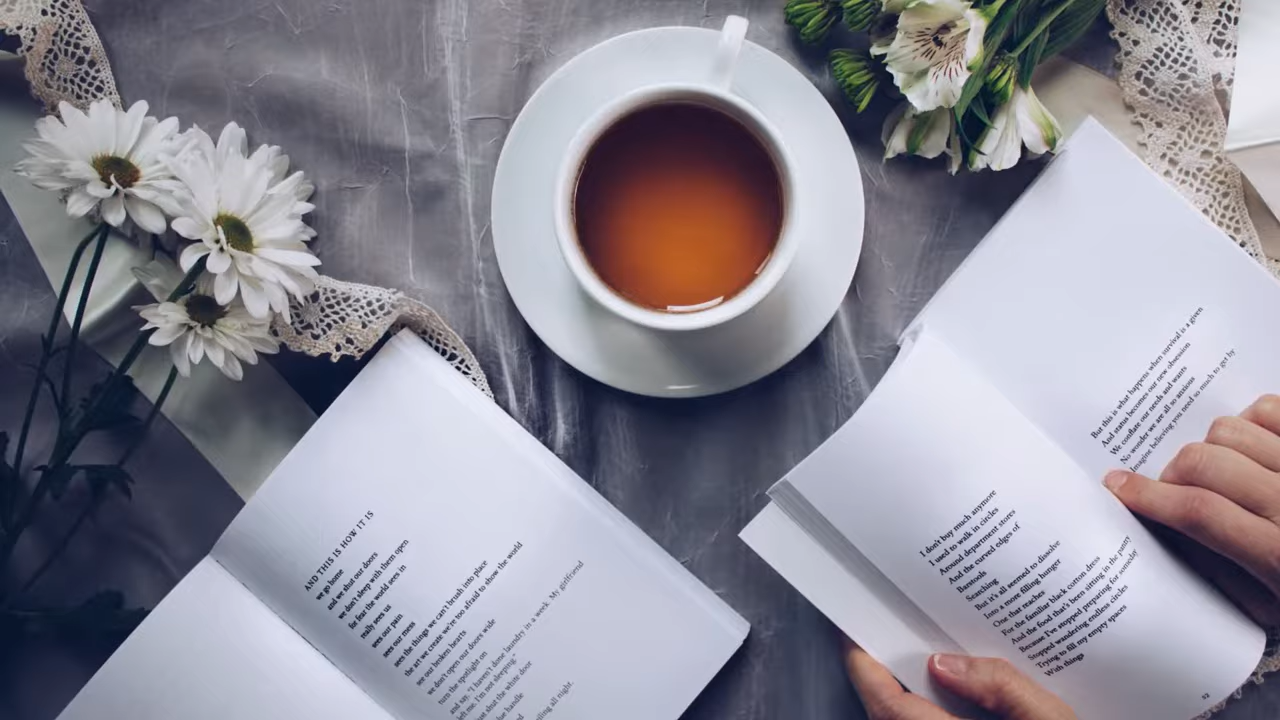 AND THIS IS HOW IT IS
we go home
and we shut our doors
we don't sleep with them open
for fear the world sees in
really sees us
sees our pain
sees our mess
sees the things we can't brush into place
the art we create we're too afraid to show the world
see our broken hearts
we don't open our doors wide
turn the spotlight on
and say, "I haven't done laundry in a week. My girlfriend
left me. I'm not sleeping."
shut the white door
handle
all night.
I don't buy much anymore
I used to walk in circles
Around department stores
And the curved edges of
Barstools
Searching
But it's all seemed to dissolve
Into a more filling hunger
One that reaches
For the familiar black cotton dress
And the food that's been sitting in the pantry
Because I've stopped preparing for someday
Stopped wandering endless circles
Trying to fill my empty spaces
With things
But this is what happens when survival is a given
And status becomes our new obsession
We conflate our needs and wants
No wonder we are all so anxious
Imagine believing you need so much to get by